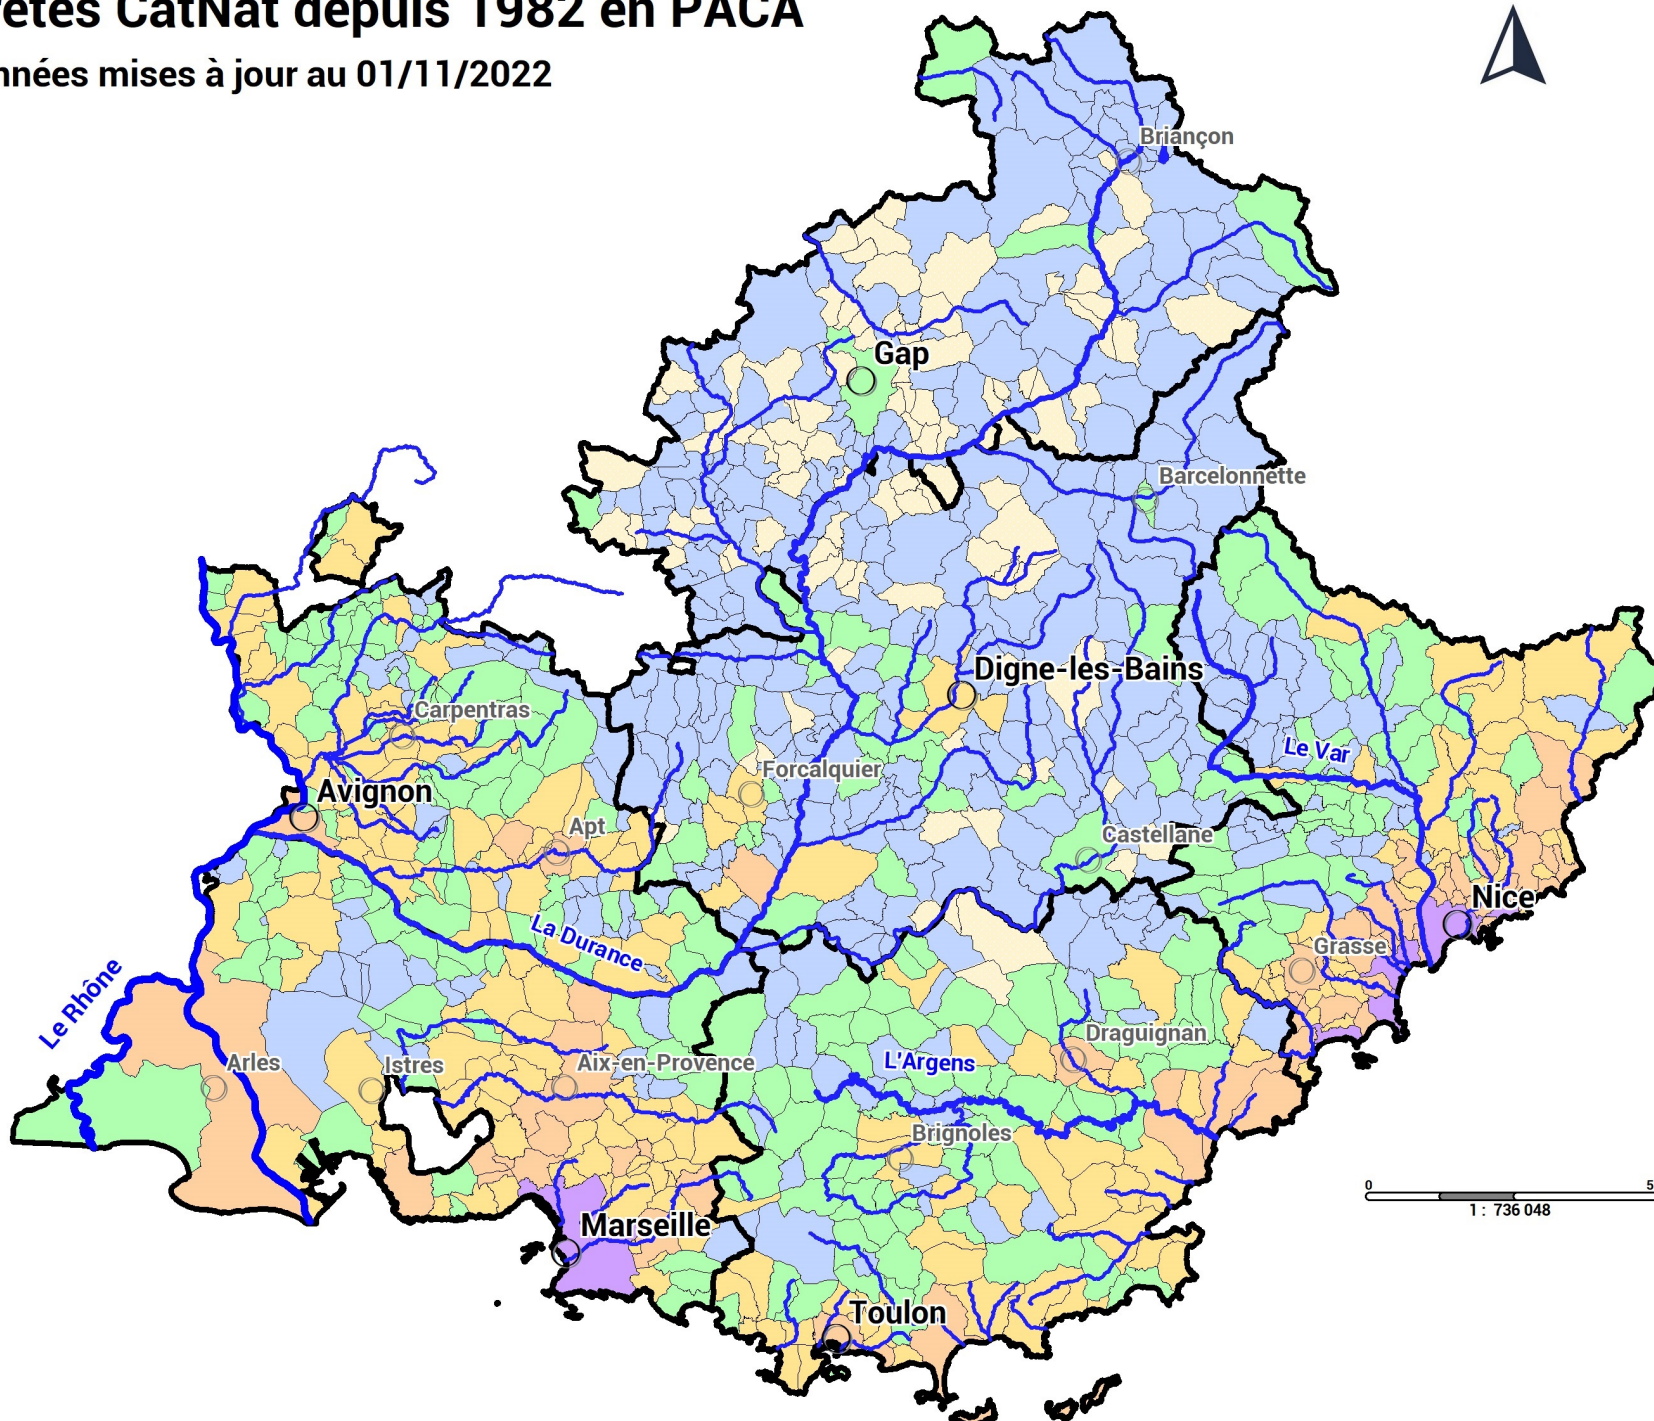 rêtés CatNat depuis 1982 en PACA
nnées mises à jour au 01/11/2022
Briançon
Gap
Barcelonnette
Digne-les-Bains
Carpentras
Le Var
Forcalquier
Avignon
Apt
Castellane
Nice
La Durance
Grasse
Le Rhône
Draguignan
Arles
Istres
Aix-en-Provence
L'Argens
Brignoles
0
5
1 : 736 048
Marseille
Toulon